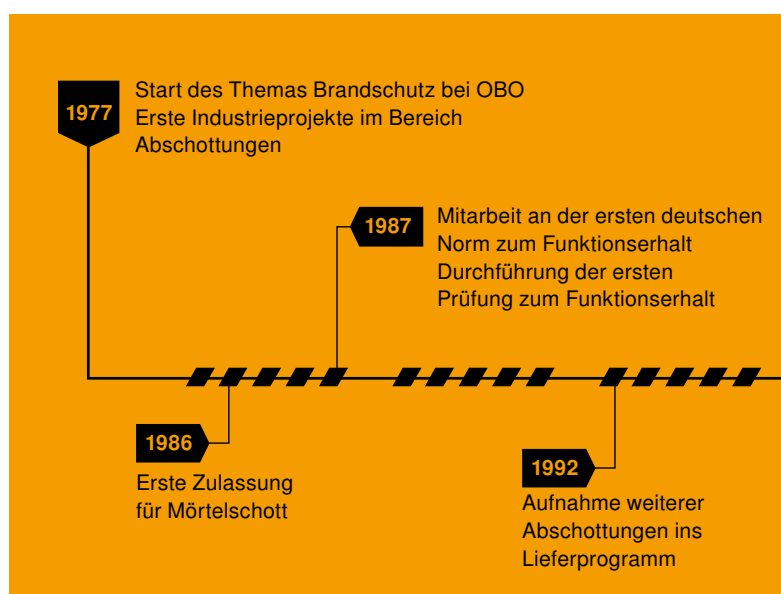 1977
Start des Themas Brandschutz bei OBO
Erste Industrieprojekte im Bereich
Abschottungen
1987
Mitarbeit an der ersten deutschen
Norm zum Funktionserhalt
Durchführung der ersten
Prüfung zum Funktionserhalt
1986
Erste Zulassung
für Mörtelschott
1992
Aufnahme weiterer
Abschottungen ins
Lieferprogramm